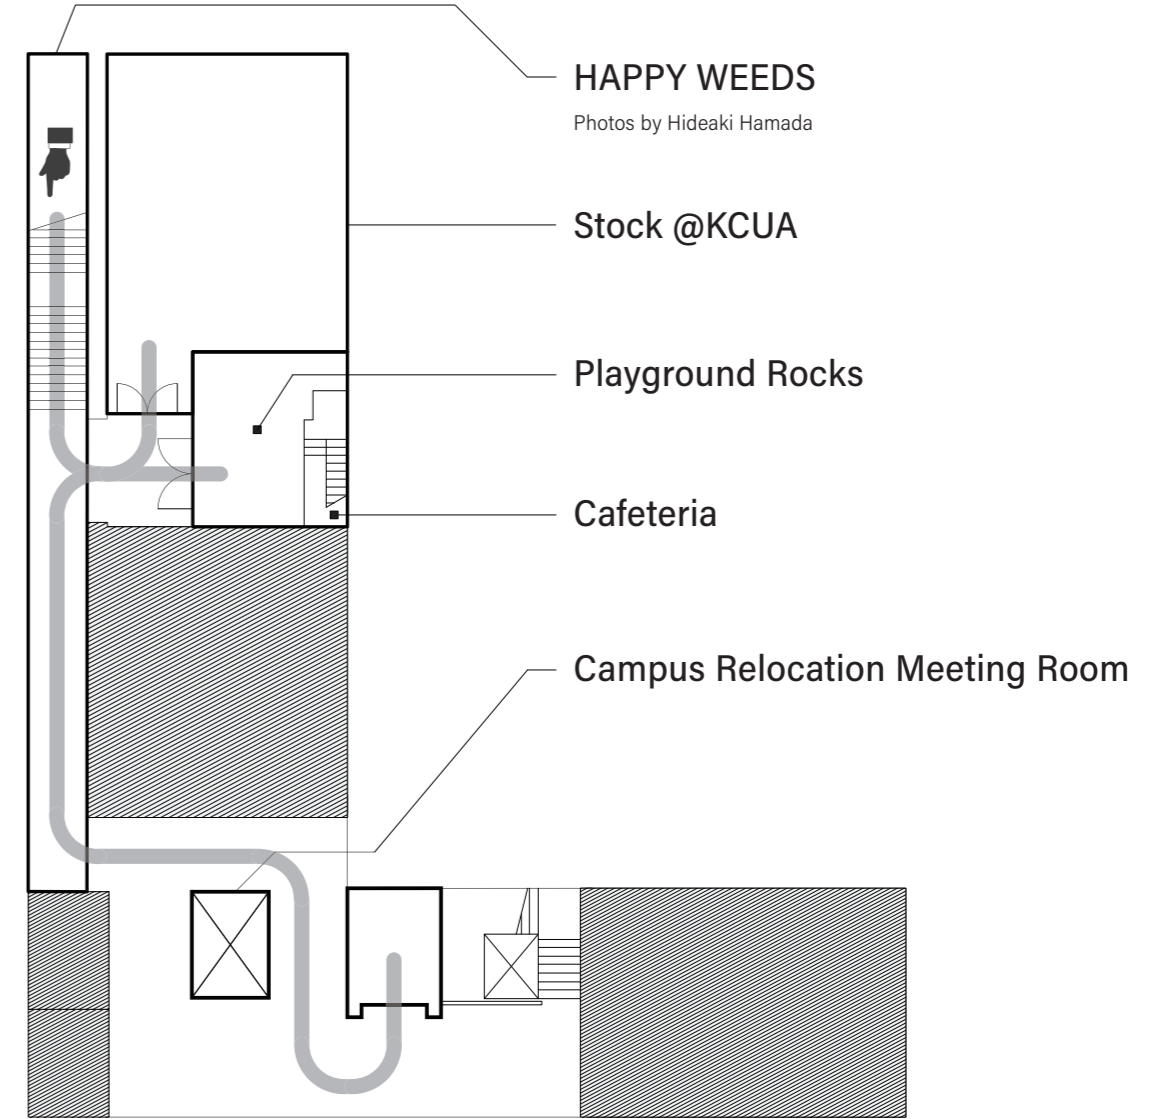 HAPPY WEEDS
Photos by Hideaki Hamada
Stock @KCUA
Playground Rocks
Cafeteria
Campus Relocation Meeting Room